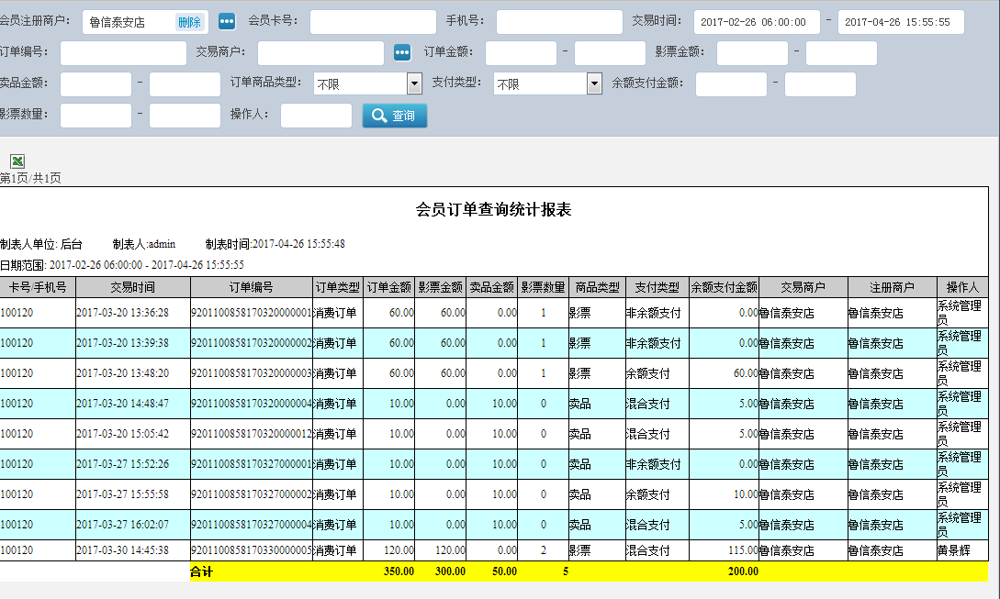 会员注册商户： 鲁信泰安店 删除 会员卡号： 手机号： 交易时间： 2017-02-26 06:00:00 - 2017-04-26 15:55:55
订单编号： 交易商户： 订单金额： - 影票金额： -
卖品金额： - 订单商品类型： 不限 支付类型： 不限 余额支付金额： -
影票数量： - 操作人： 查询
第1页/共1页
会员订单查询统计报表
制表人单位: 后台 制表人:admin 制表时间:2017-04-26 15:55:48
日期范围: 2017-02-26 06:00:00 - 2017-04-26 15:55:55
卡号/手机号 交易时间 订单编号 订单类型 订单金额 影票金额 卖品金额 影票数量 商品类型 支付类型 余额支付金额 交易商户 注册商户 操作人
100120 2017-03-20 13:36:28 9201100858170320000001 消费订单 60.00 60.00 0.00 1 影票 非余额支付 0.00 鲁信泰安店 鲁信泰安店 系统管理员
100120 2017-03-20 13:39:38 9201100858170320000002 消费订单 60.00 60.00 0.00 1 影票 非余额支付 0.00 鲁信泰安店 鲁信泰安店 系统管理员
100120 2017-03-20 13:48:20 9201100858170320000003 消费订单 60.00 60.00 0.00 1 影票 余额支付 60.00 鲁信泰安店 鲁信泰安店 系统管理员
100120 2017-03-20 14:48:47 9201100858170320000004 消费订单 10.00 0.00 10.00 0 卖品 混合支付 5.00 鲁信泰安店 鲁信泰安店 系统管理员
100120 2017-03-20 15:05:42 9201100858170320000012 消费订单 10.00 0.00 10.00 0 卖品 混合支付 5.00 鲁信泰安店 鲁信泰安店 系统管理员
100120 2017-03-27 15:52:26 9201100858170327000001 消费订单 10.00 0.00 10.00 0 卖品 非余额支付 0.00 鲁信泰安店 鲁信泰安店 系统管理员
100120 2017-03-27 15:55:58 9201100858170327000002 消费订单 10.00 0.00 10.00 0 卖品 余额支付 10.00 鲁信泰安店 鲁信泰安店 系统管理员
100120 2017-03-27 16:02:07 9201100858170327000004 消费订单 10.00 0.00 10.00 0 卖品 混合支付 5.00 鲁信泰安店 鲁信泰安店 系统管理员
100120 2017-03-30 14:45:38 9201100858170330000005 消费订单 120.00 120.00 0.00 2 影票 混合支付 115.00 鲁信泰安店 鲁信泰安店 黄景辉
合计 350.00 300.00 50.00 5 200.00